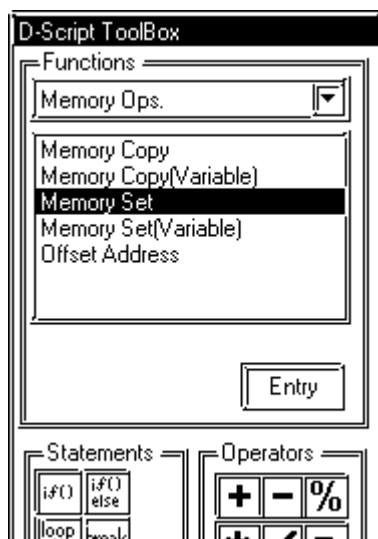 D-Script ToolBox
Functions
Memory Ops.
Memory Copy
Memory Copy(Variable)
Memory Set
Memory Set(Variable)
Offset Address
Entry
Statements
Operators
if()
if()
else
+ - %
loop
break